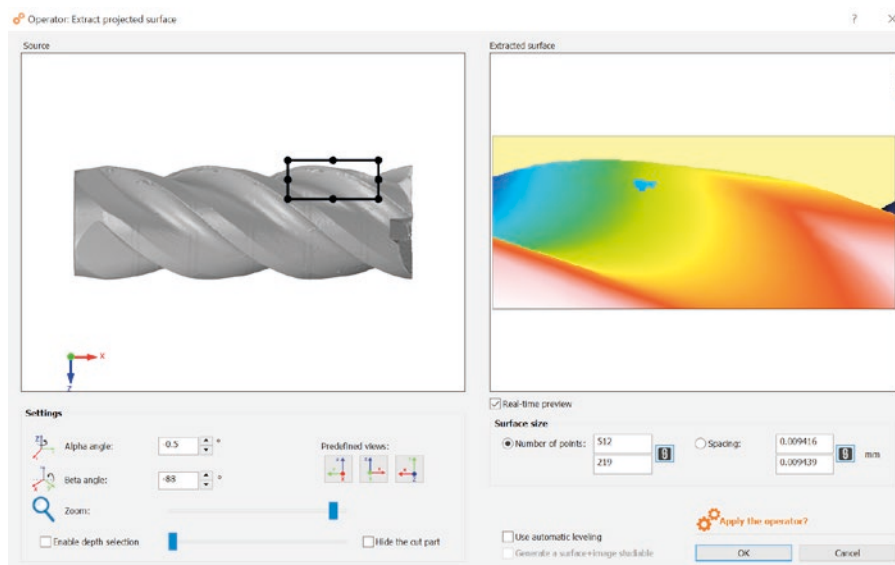 Operator: Extract projected surface
? ×
Source
Extracted surface
X
Z
Settings
Alpha angle:
-0.5
°
Beta angle:
-88
°
Zoom:
Enable depth selection
Hide the cut part
Predefined views:
Real-time preview
Surface size
Number of points:
512
219
Spacing:
0.009416
0.009439
mm
Use automatic leveling
Generate a surface+image studiable
Apply the operator?
OK
Cancel